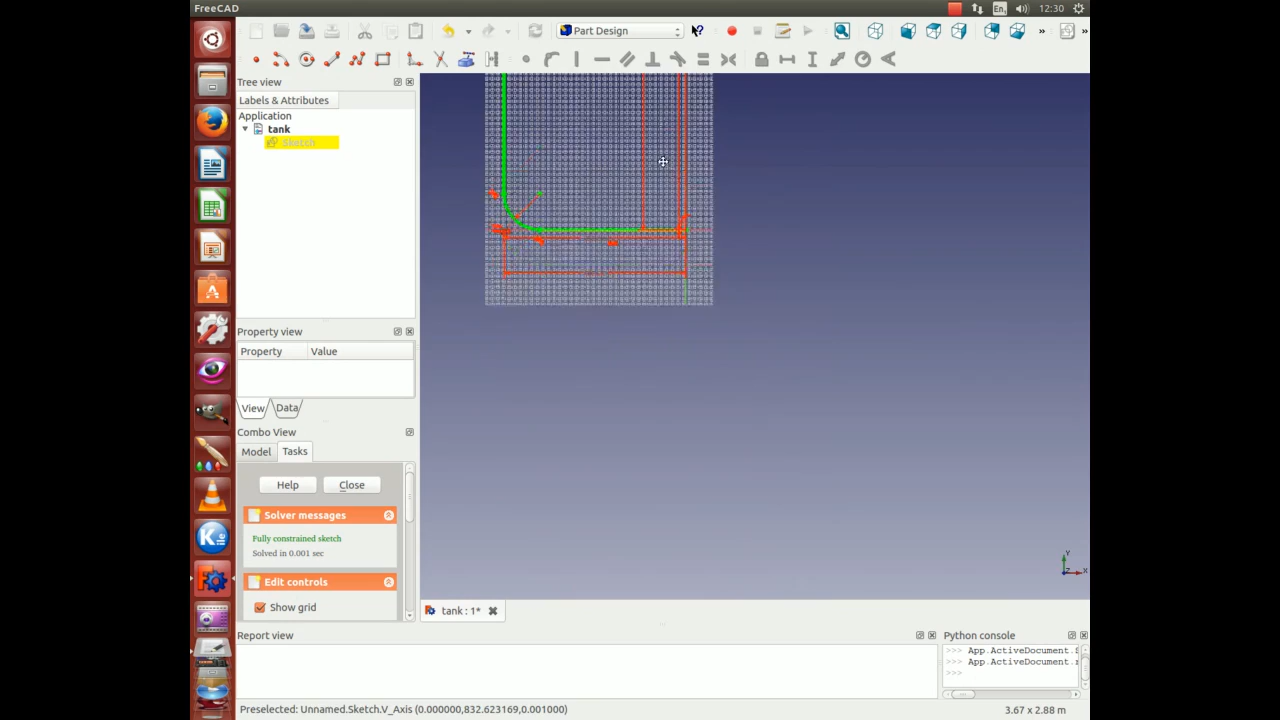 FreeCAD
En
12:30
Part Design
Tree view
Labels & Attributes
Application
tank
Sketch
Property view
Property Value
View Data
Combo View
Model Tasks
Help Close
Solver messages
Fully constrained sketch
Solved in 0.001 sec
Edit controls
Show grid
Y
X
tank : 1*
Report view
Python console
>>> App.ActiveDocument.
>>> App.ActiveDocument.
>>>
Preselected: Unnamed.Sketch.V_Axis (0.000000,832.623169,0.001000)
3.67 x 2.88 m